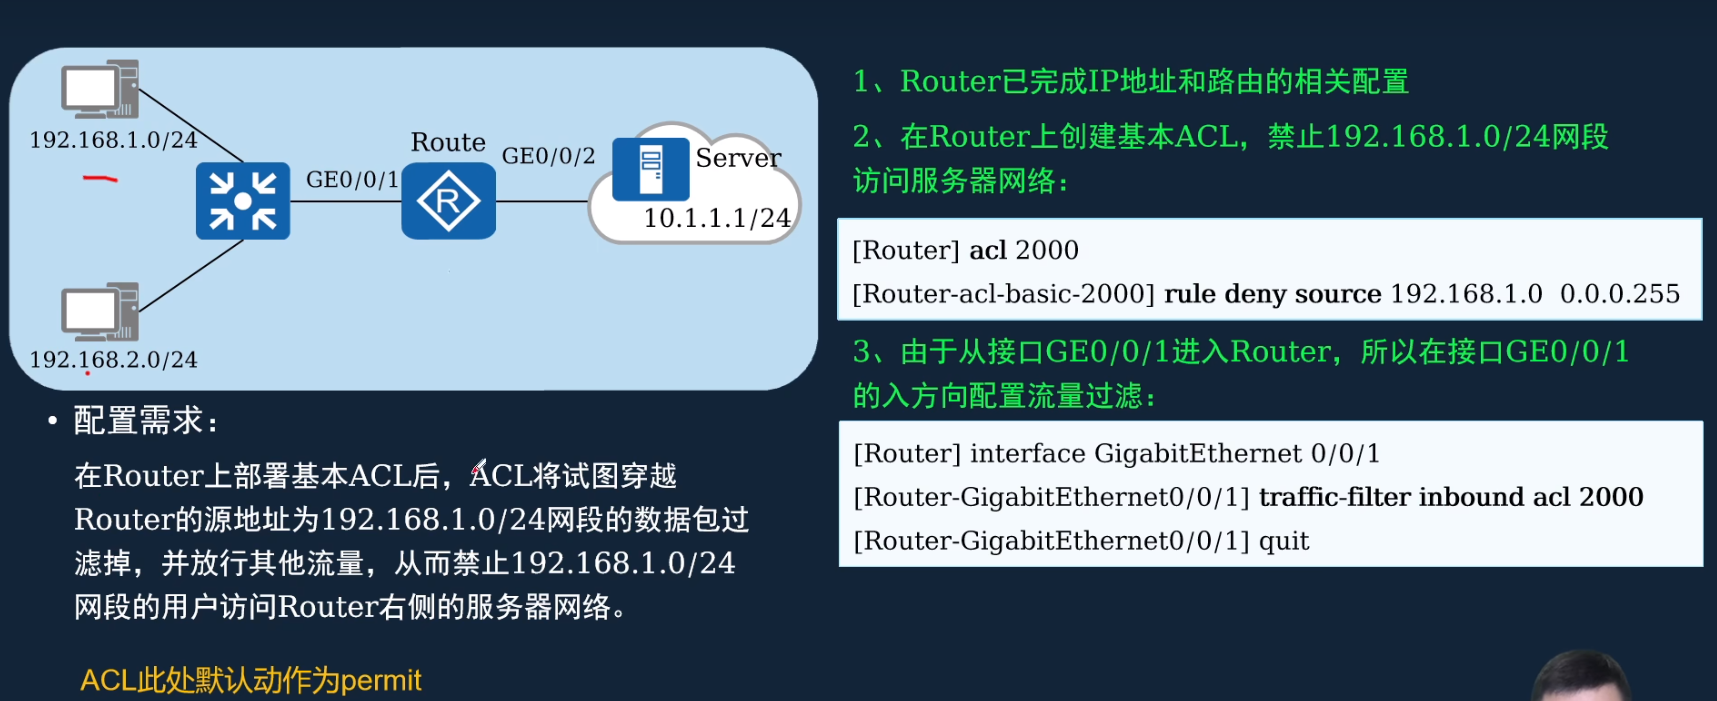 192.168.1.0/24
Route
GE0/0/1
GE0/0/2
Server
10.1.1.1/24
R
192.168.2.0/24
• 配置需求：
在Router上部署基本ACL后，ACL将试图穿越
Router的源地址为192.168.1.0/24网段的数据包过
滤掉，并放行其他流量，从而禁止192.168.1.0/24
网段的用户访问Router右侧的服务器网络。
ACL此处默认动作为permit
1、Router已完成IP地址和路由的相关配置
2、在Router上创建基本ACL，禁止192.168.1.0/24网段
访问服务器网络：
[Router] acl 2000
[Router-acl-basic-2000] rule deny source 192.168.1.0  0.0.0.255
3、由于从接口GE0/0/1进入Router，所以在接口GE0/0/1
的入方向配置流量过滤：
[Router] interface GigabitEthernet 0/0/1
[Router-GigabitEthernet0/0/1] traffic-filter inbound acl 2000
[Router-GigabitEthernet0/0/1] quit